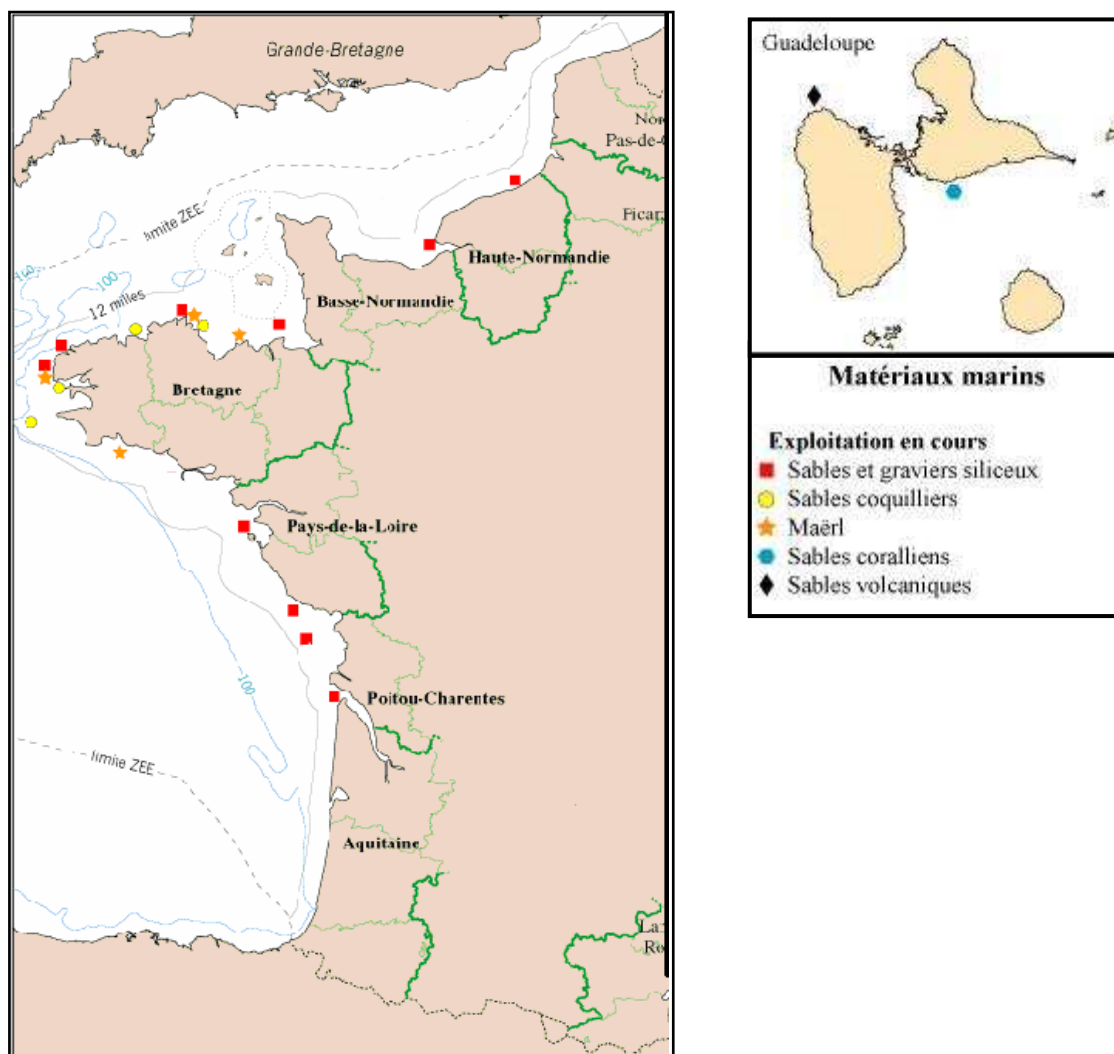 Grande-Bretagne
Pas-de-
limite ZEE
Haute-Normandie
100
12 milles
Basse-Normandie
Bretagne
Pays-de-la-Loire
100
Poitou-Charentes
limite ZEE
Aquitaine
Guadeloupe
Matériaux marins
Exploitation en cours
Sables et graviers siliceux
Sables coquilliers
Maërl
Sables coralliens
Sables volcaniques